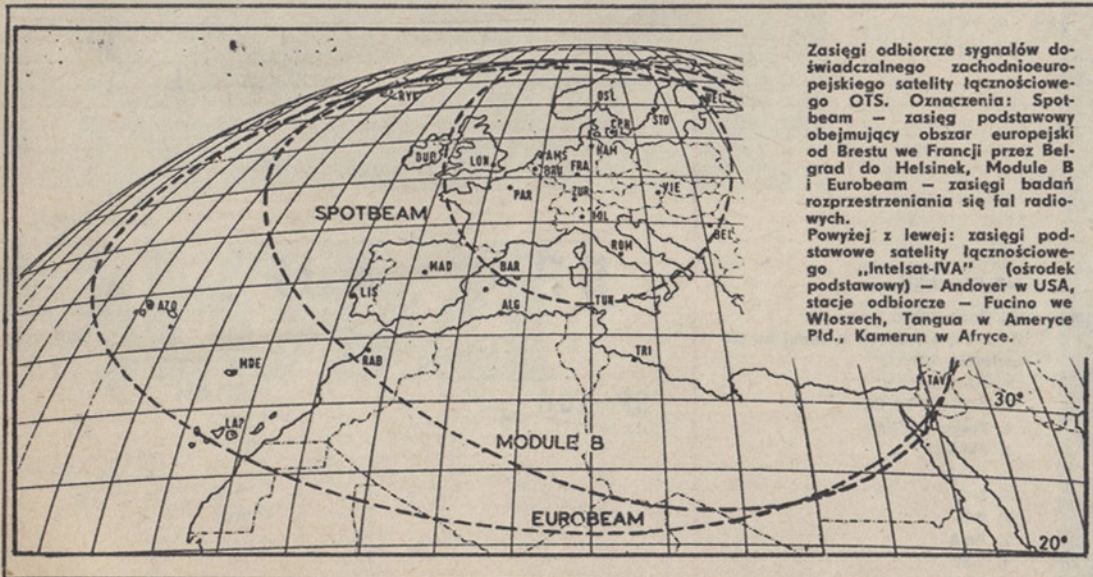 Zasięgi odbiorcze sygnałów do-
świadczalnego zachodnioeuro-
pejskiego satelity łącznościowe-
go OTS. Oznaczenia: Spot-
beam — zasięg podstawowy
obejmujący obszar europejski
od Brestu we Francji przez Bel-
grad do Helsinek, Module B
i Eurobeam — zasięgi badań
rozprzestrzeniania się fal radio-
wych.
Powyżej z lewej: zasięgi pod-
stawowe satelity łącznościowe-
go „Intelsat-IVA” (ośrodek
podstawowy) — Andover w USA,
stacje odbiorcze — Fucino we
Włoszech, Tangua w Ameryce
Płd., Kamerun w Afryce.
RYK
OSL
STO
HEL
CPH
DUB
LON
AMS
HAM
BRU
FRA
PAR
ZUR
VIE
SPOTBEAM
BEL
ROM
MAD
BAR
LIS
AZO
ALG
TUN
MDE
RAB
TRI
TAV
30°
MODULE B
EUROBEAM
20°